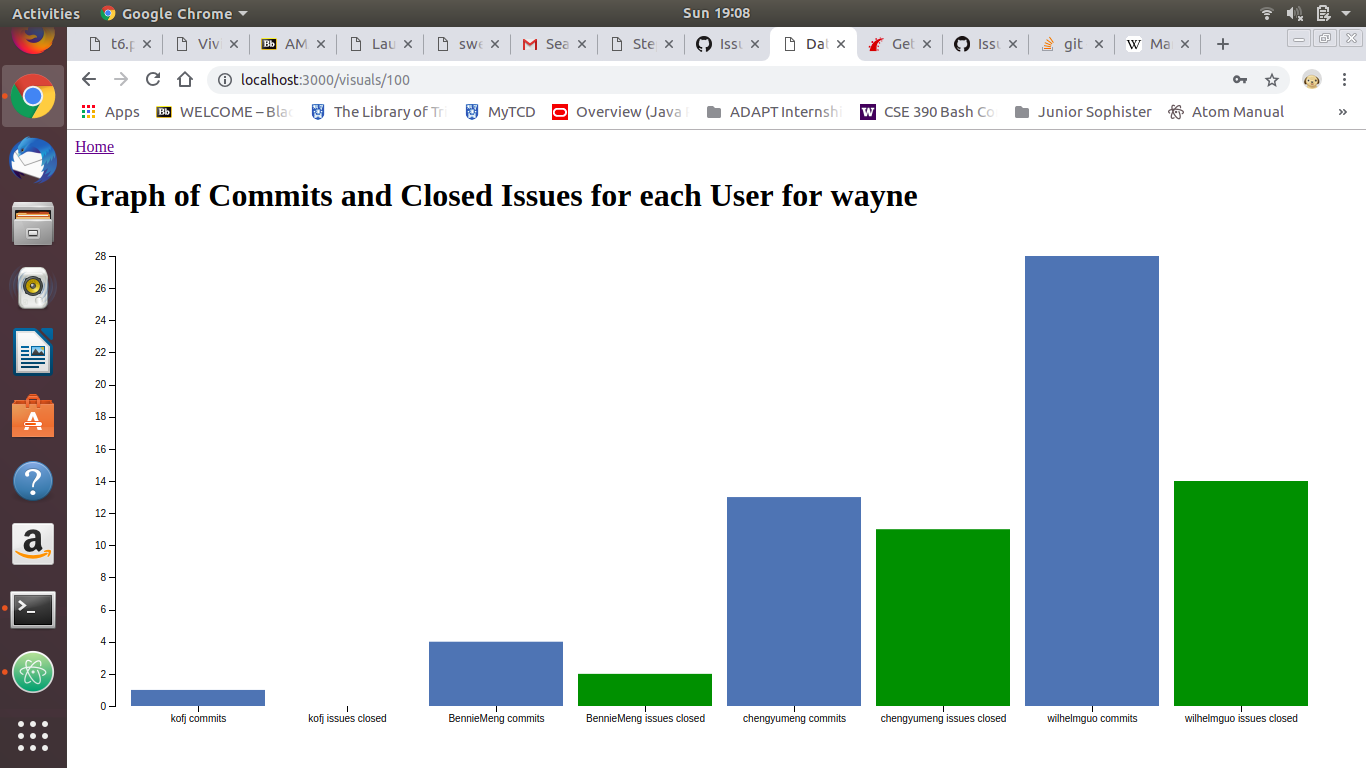 Activities Google Chrome Sun 19:08
t6.p Viv Bb AM Lau swe Sea Ste Issu Dat Get Issu git W Ma
localhost:3000/visuals/100
Apps Bb WELCOME – Blac The Library of Tri MyTCD Overview (Java ADAPT Internshi W CSE 390 Bash Co Junior Sophister Atom Manual »
Home
Graph of Commits and Closed Issues for each User for wayne
28
26
24
22
20
18
16
14
12
10
8
6
4
2
0
kofj commits kofj issues closed BennieMeng commits BennieMeng issues closed chengyumeng commits chengyumeng issues closed wilhelmguo commits wilhelmguo issues closed